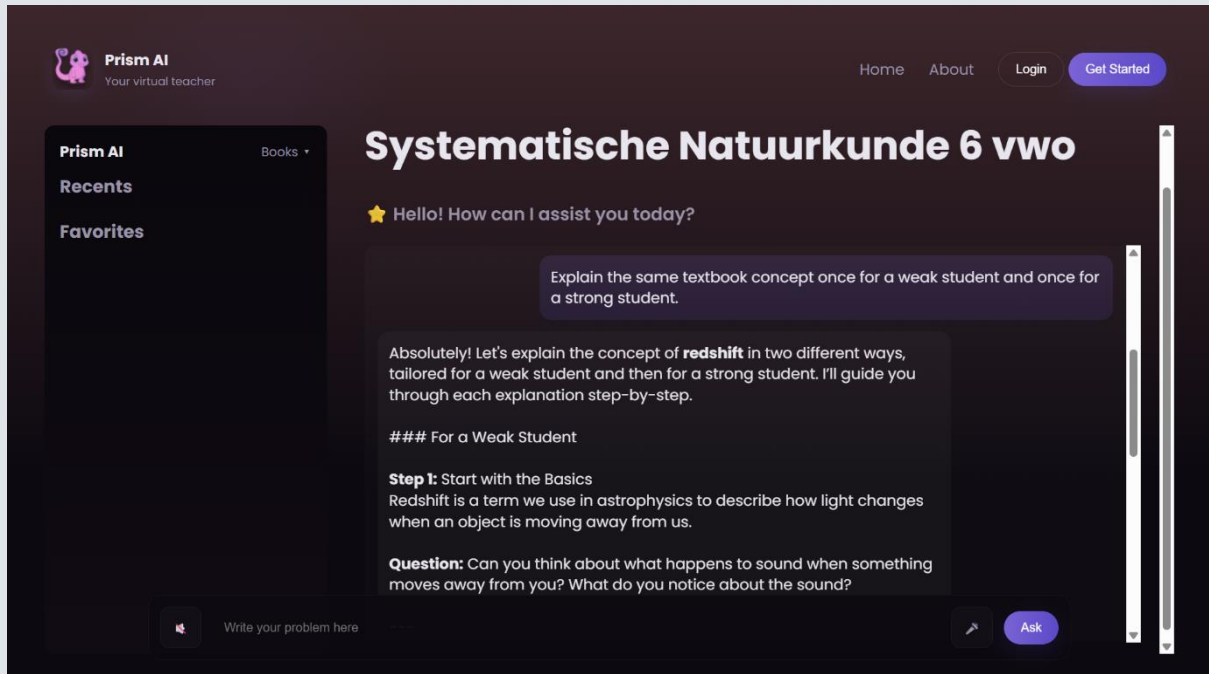 Prism AI
Your virtual teacher
Home About Login Get Started
Prism AI Books
Recents
Favorites
Systematische Natuurkunde 6 vwo
Hello! How can I assist you today?
Explain the same textbook concept once for a weak student and once for
a strong student.
Absolutely! Let's explain the concept of redshift in two different ways,
tailored for a weak student and then for a strong student. I'll guide you
through each explanation step-by-step.
### For a Weak Student
Step 1: Start with the Basics
Redshift is a term we use in astrophysics to describe how light changes
when an object is moving away from us.
Question: Can you think about what happens to sound when something
moves away from you? What do you notice about the sound?
Write your problem here
Ask